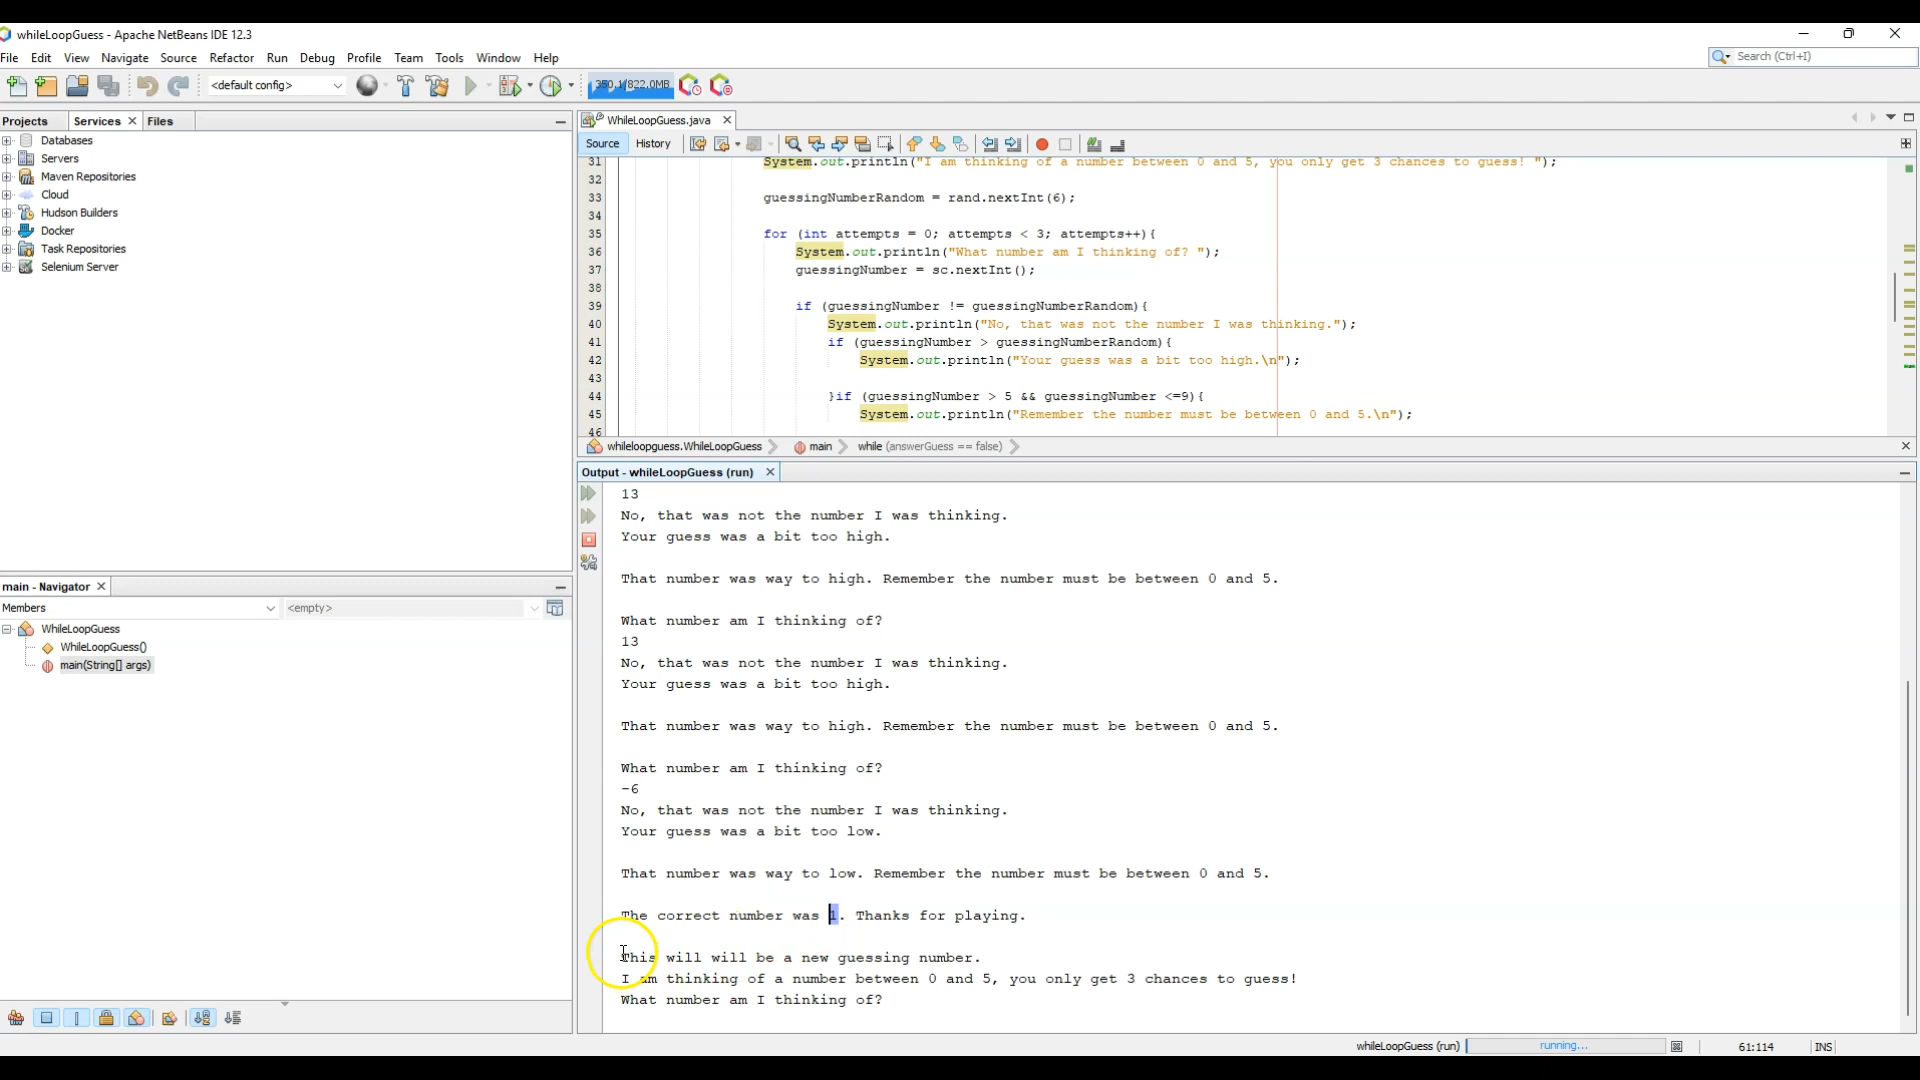 whileLoopGuess - Apache NetBeans IDE 12.3
File Edit View Navigate Source Refactor Run Debug Profile Team Tools Window Help
Search (Ctrl+I)
<default config>
350.1/822.0MB
Projects Services Files
WhileLoopGuess.java
Source History
Databases
Servers
Maven Repositories
Cloud
Hudson Builders
Docker
Task Repositories
Selenium Server
31 System.out.println("I am thinking of a number between 0 and 5, you only get 3 chances to guess! ");
32
33 guessingNumberRandom = rand.nextInt(6);
34
35 for (int attempts = 0; attempts < 3; attempts++){
36 System.out.println("What number am I thinking of? ");
37 guessingNumber = sc.nextInt();
38
39 if (guessingNumber != guessingNumberRandom){
40 System.out.println("No, that was not the number I was thinking.");
41 if (guessingNumber > guessingNumberRandom){
42 System.out.println("Your guess was a bit too high.\n");
43
44 }if (guessingNumber > 5 && guessingNumber <=9){
45 System.out.println("Remember the number must be between 0 and 5.\n");
46
whileloopguess.WhileLoopGuess main while (answerGuess == false)
Output - whileLoopGuess (run)
13
No, that was not the number I was thinking.
Your guess was a bit too high.
That number was way to high. Remember the number must be between 0 and 5.
What number am I thinking of?
13
No, that was not the number I was thinking.
Your guess was a bit too high.
That number was way to high. Remember the number must be between 0 and 5.
What number am I thinking of?
-6
No, that was not the number I was thinking.
Your guess was a bit too low.
That number was way to low. Remember the number must be between 0 and 5.
The correct number was 1. Thanks for playing.
This will will be a new guessing number.
I am thinking of a number between 0 and 5, you only get 3 chances to guess!
What number am I thinking of?
main - Navigator
Members <empty>
WhileLoopGuess
WhileLoopGuess()
main(String[] args)
whileLoopGuess (run) running... 61:114 INS